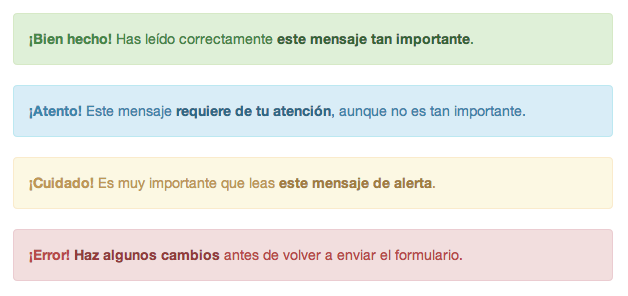 ¡Bien hecho! Has leído correctamente este mensaje tan importante.
¡Atento! Este mensaje requiere de tu atención, aunque no es tan importante.
¡Cuidado! Es muy importante que leas este mensaje de alerta.
¡Error! Haz algunos cambios antes de volver a enviar el formulario.